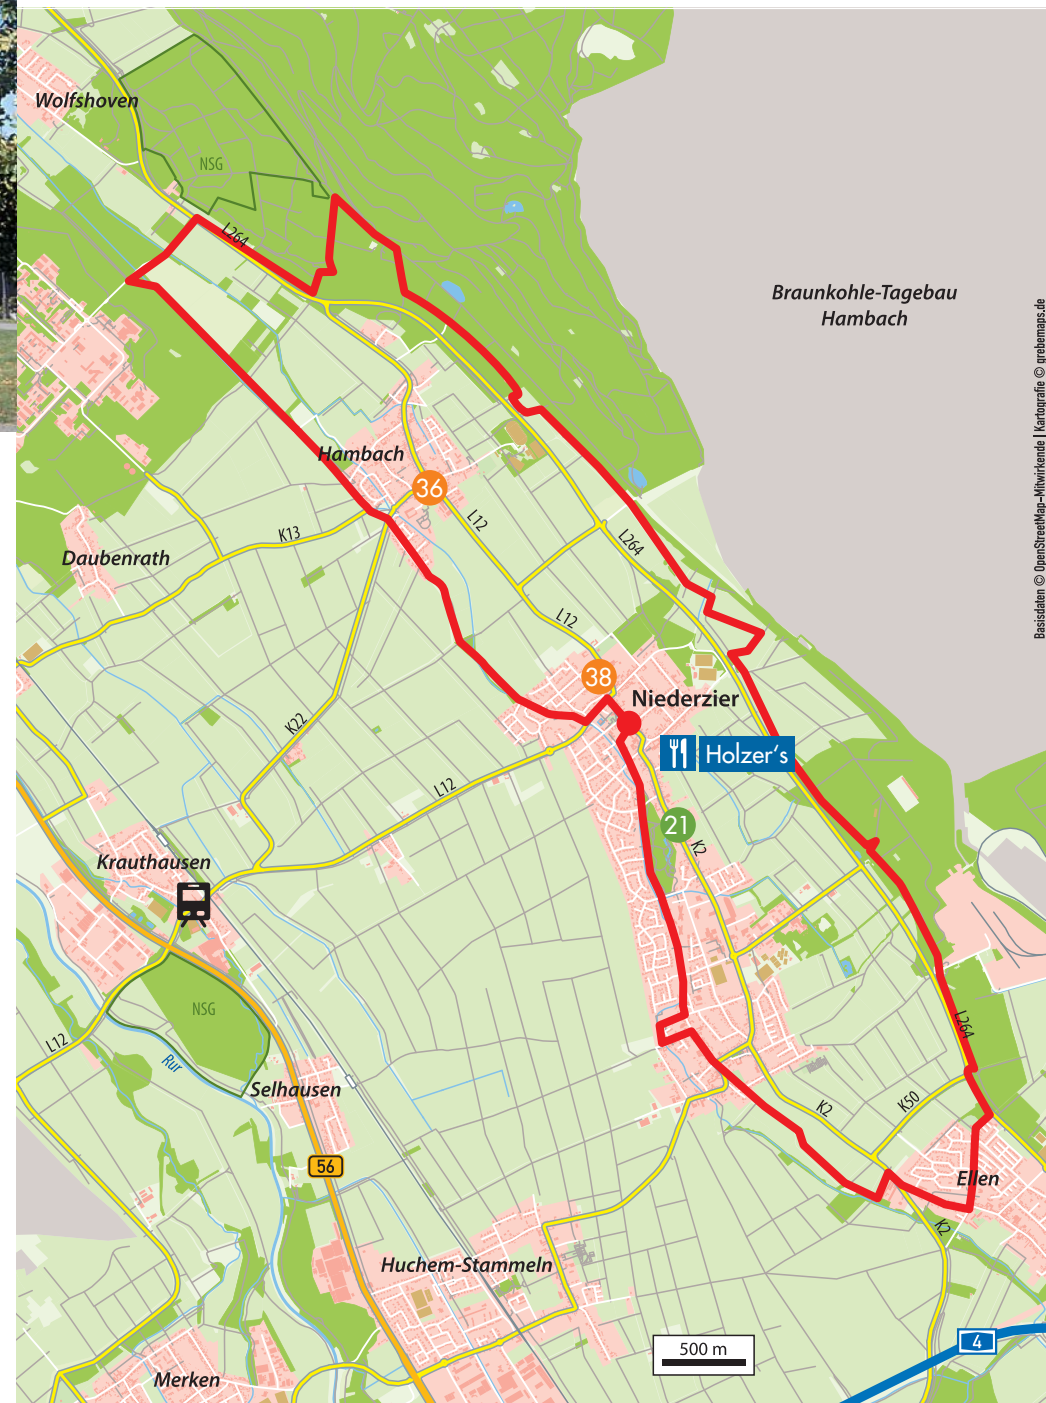 Wolfshoven
NSG
L264
Braunkohle-Tagebau
Hambach
Basisdaten © OpenStreetMap-Mitwirkende | Kartografie © grebemaps.de
Hambach
36
L12
K13
L264
Daubenrath
L12
38
Niederzier
K22
Holzer‘s
L12
21
K2
Krauthausen
NSG
L264
L12
Rur
Selhausen
K50
K2
56
Ellen
K2
Huchem-Stammeln
4
500 m
Merken